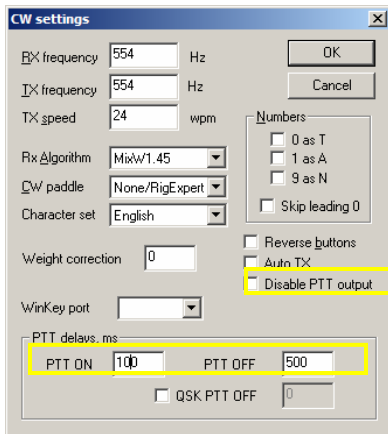 CW settings
RX frequency 554 Hz OK
TX frequency 554 Hz Cancel
TX speed 24 wpm
Numbers
0 as T
1 as A
9 as N
Skip leading 0
Rx Algorithm MixW1.45
CW paddle None/RigExpert
Character set English
Reverse buttons
Weight correction 0
Auto TX
Disable PTT output
WinKey port
PTT delays, ms
PTT ON 100 PTT OFF 500
QSK PTT OFF 0